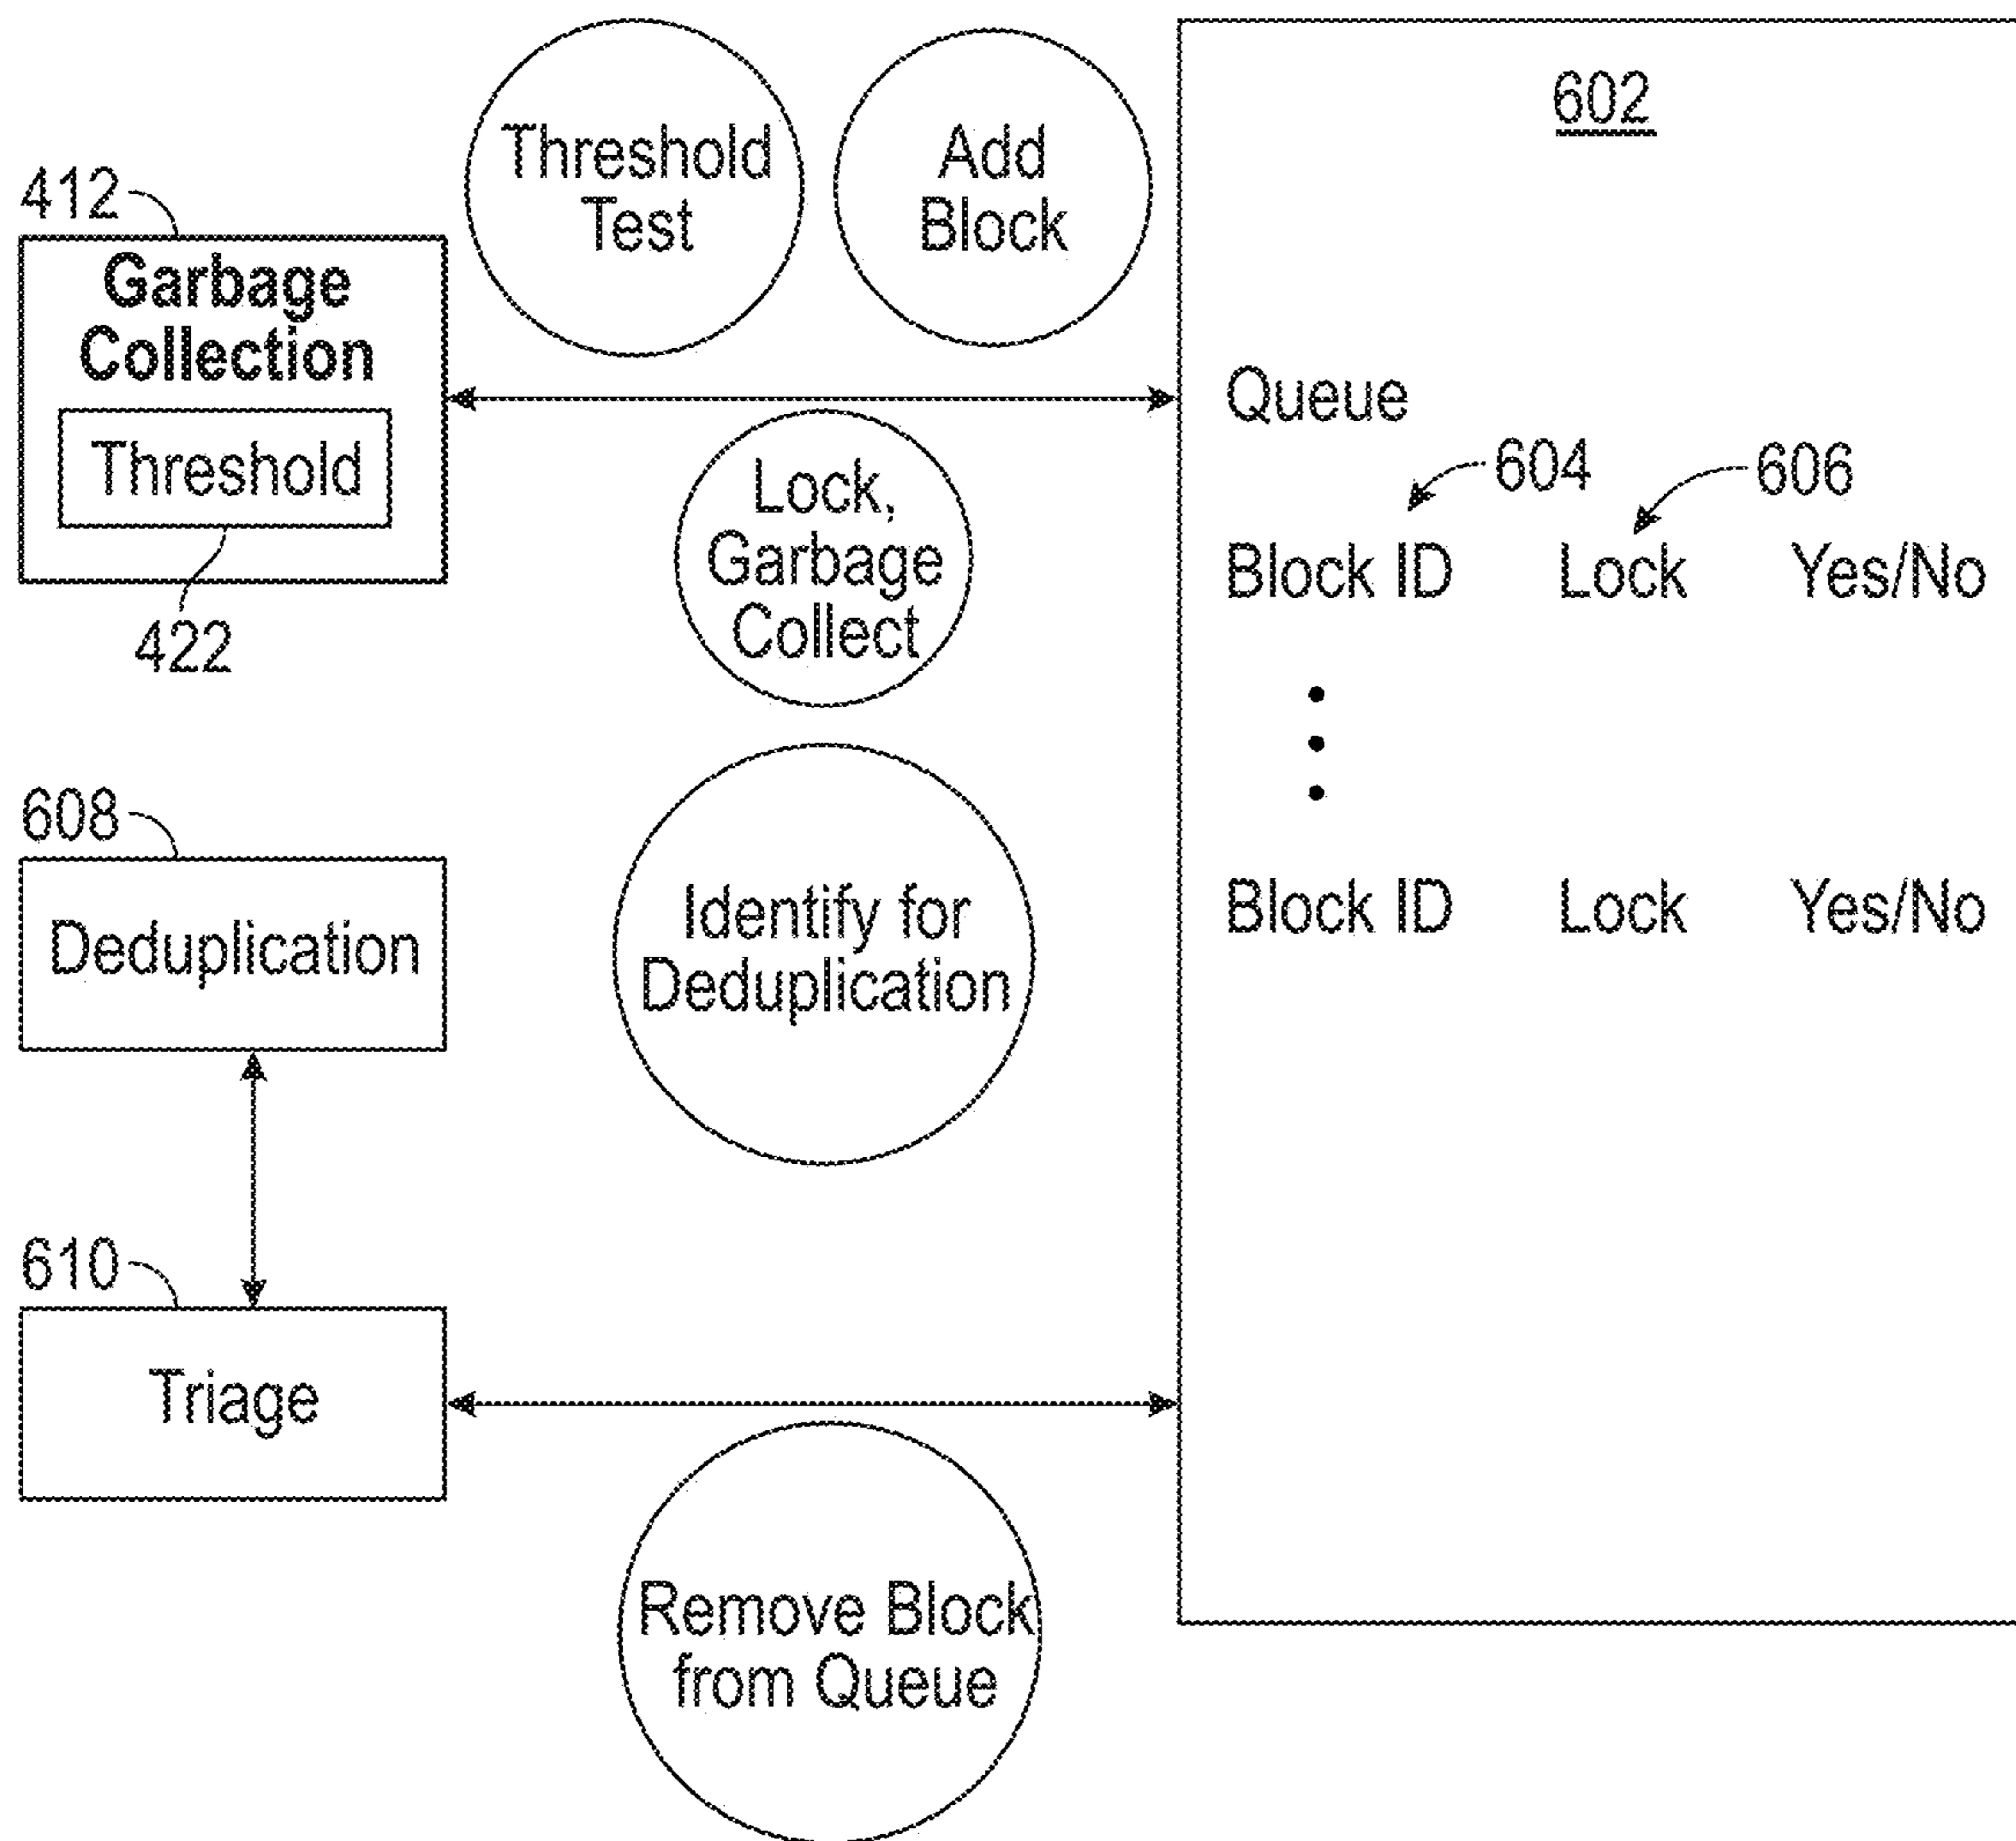 602
Threshold
Test
Add
Block
412
Garbage
Collection
Threshold
422
Queue
604
606
Lock,
Garbage
Collect
Block ID Lock Yes/No
608
Deduplication
Identify for
Deduplication
Block ID Lock Yes/No
610
Triage
Remove Block
from Queue